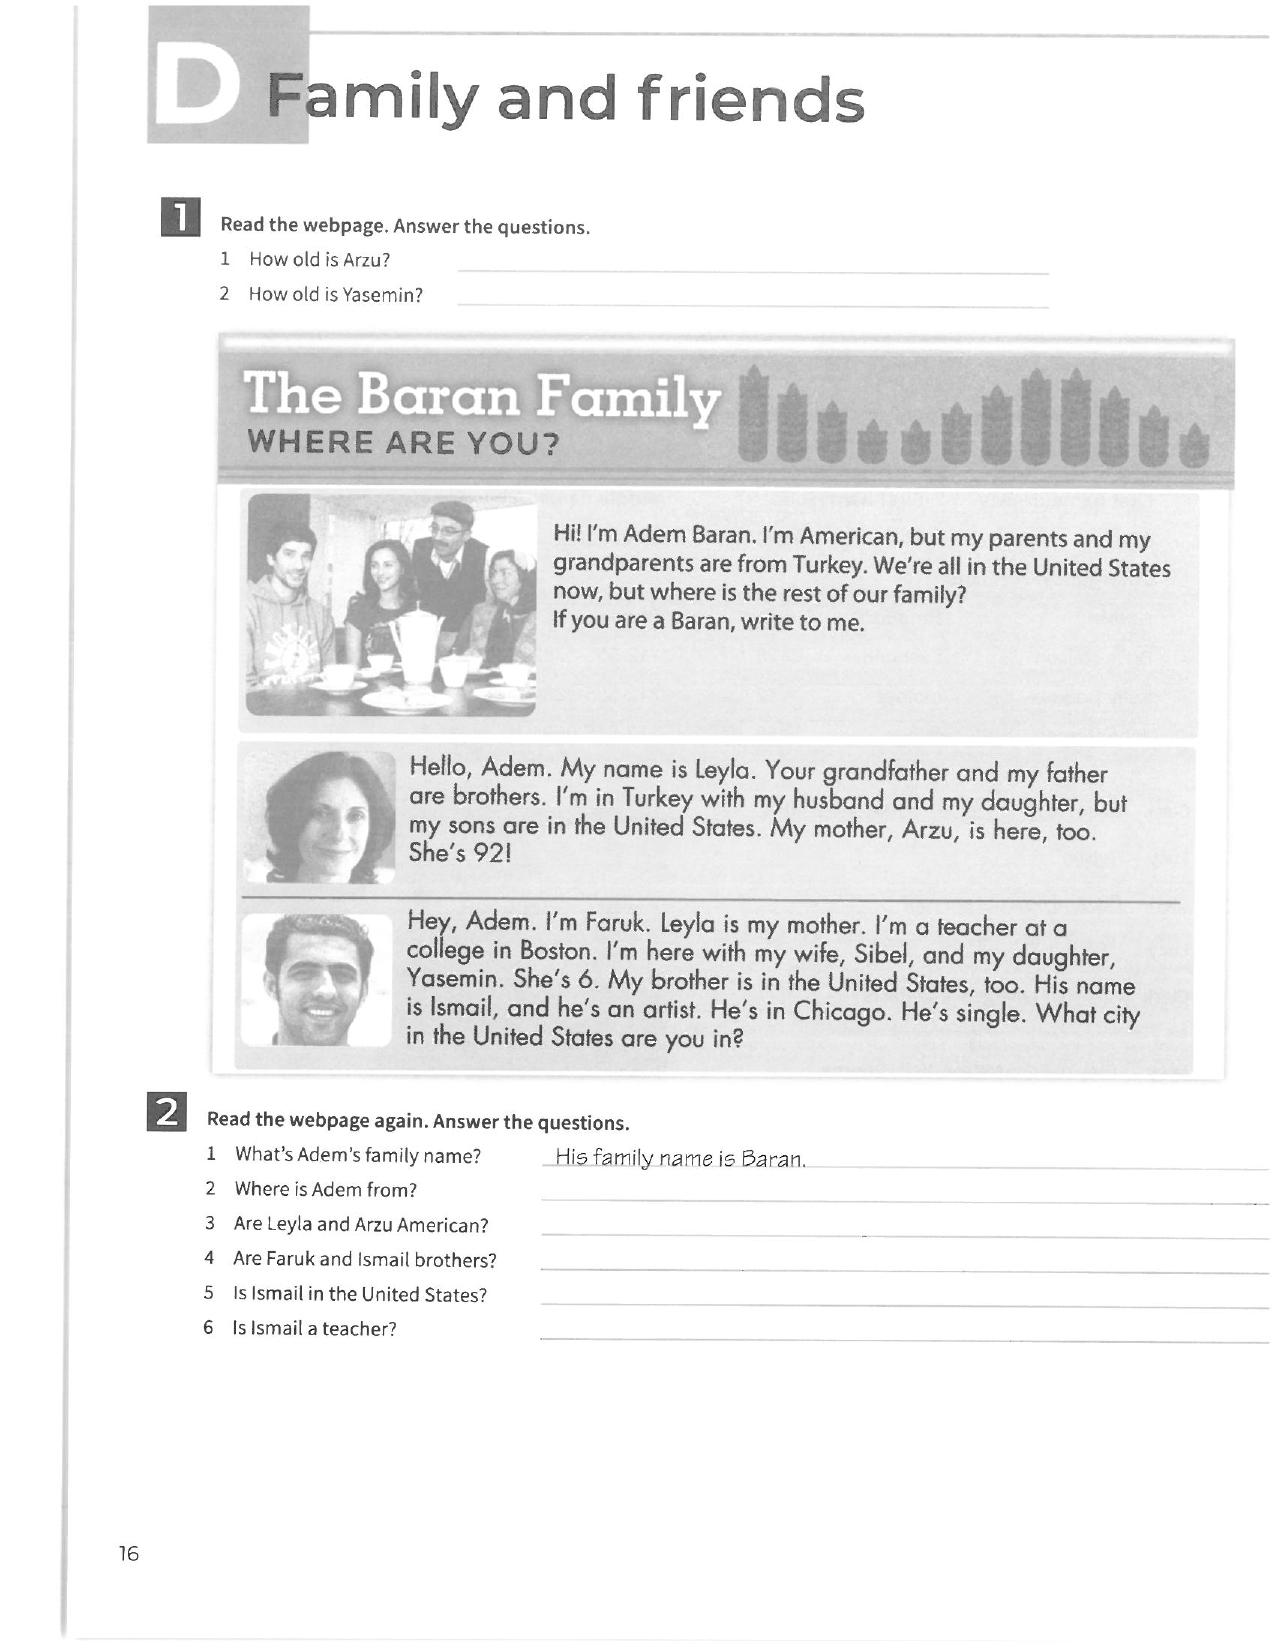 D Family and friends
1 Read the webpage. Answer the questions.
1 How old is Arzu?
2 How old is Yasemin?
The Baran Family
WHERE ARE YOU?
Hi! I'm Adem Baran. I'm American, but my parents and my
grandparents are from Turkey. We're all in the United States
now, but where is the rest of our family?
If you are a Baran, write to me.
Hello, Adem. My name is Leyla. Your grandfather and my father
are brothers. I'm in Turkey with my husband and my daughter, but
my sons are in the United States. My mother, Arzu, is here, too.
She's 92!
Hey, Adem. I'm Faruk. Leyla is my mother. I'm a teacher at a
college in Boston. I'm here with my wife, Sibel, and my daughter,
Yasemin. She's 6. My brother is in the United States, too. His name
is Ismail, and he's an artist. He's in Chicago. He's single. What city
in the United States are you in?
2 Read the webpage again. Answer the questions.
1 What's Adem's family name? His family name is Baran.
2 Where is Adem from?
3 Are Leyla and Arzu American?
4 Are Faruk and Ismail brothers?
5 Is Ismail in the United States?
6 Is Ismail a teacher?
16